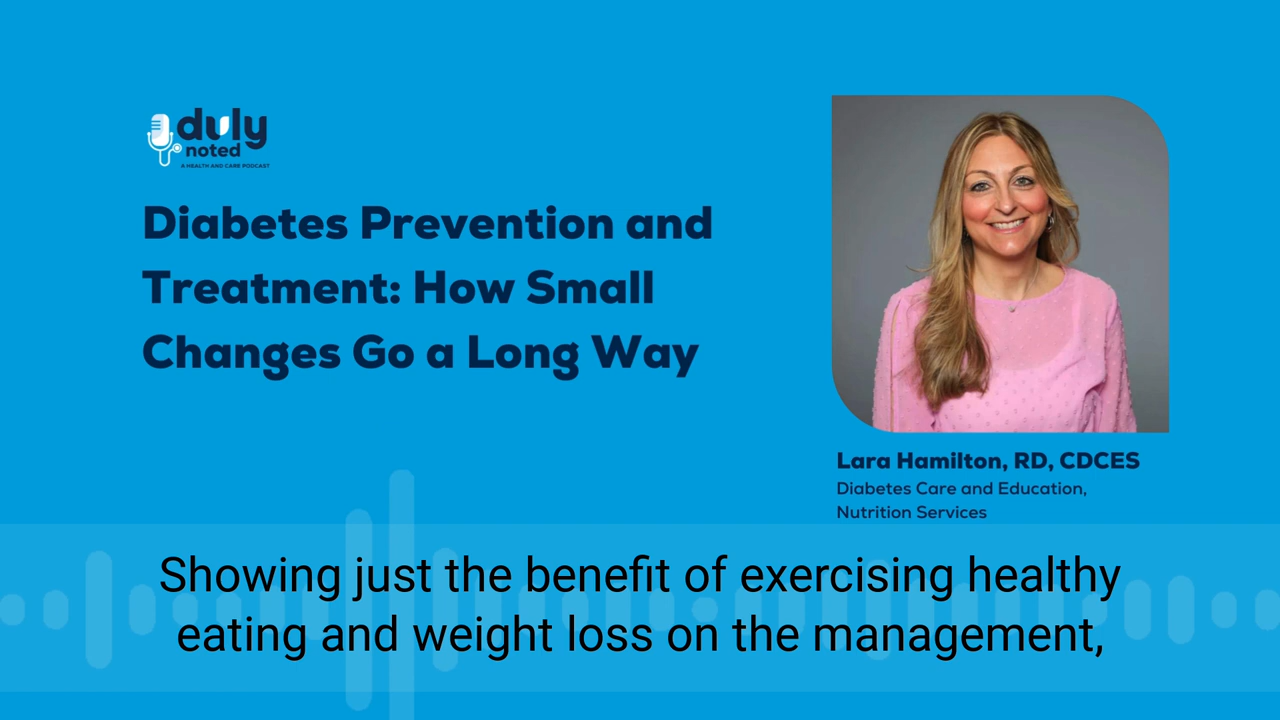 duly
noted
A HEALTH AND CARE PODCAST
Diabetes Prevention and
Treatment: How Small
Changes Go a Long Way
Lara Hamilton, RD, CDCES
Diabetes Care and Education,
Nutrition Services
Showing just the benefit of exercising healthy
eating and weight loss on the management,